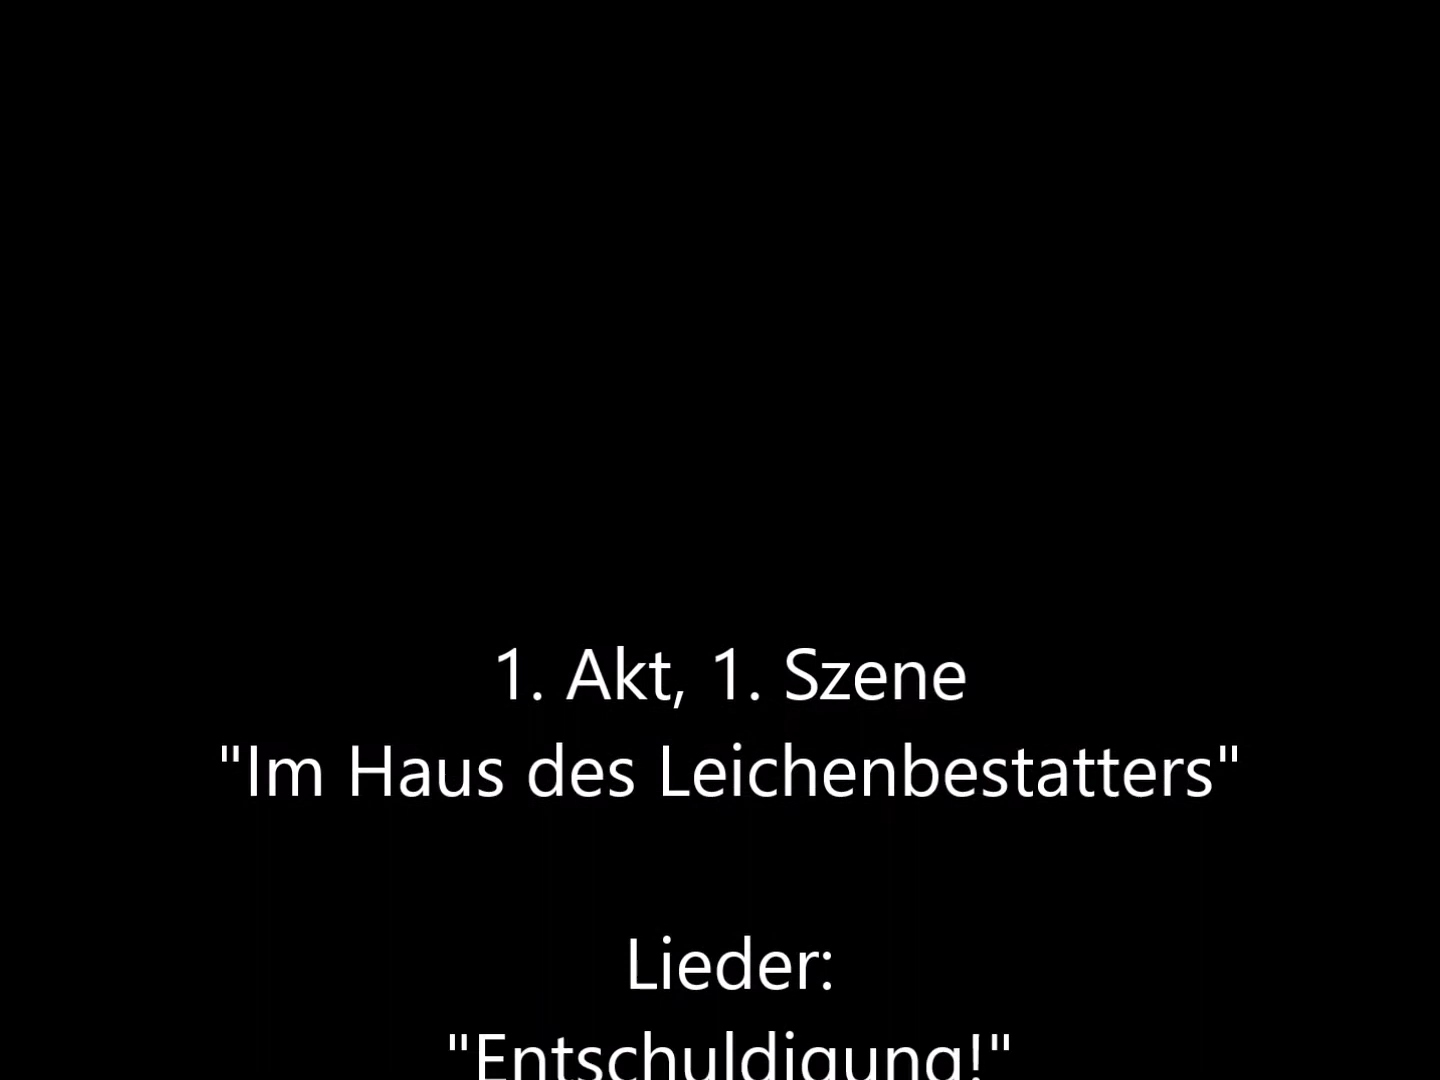 1. Akt, 1. Szene
"Im Haus des Leichenbestatters"
Lieder:
"Entschuldigung!"